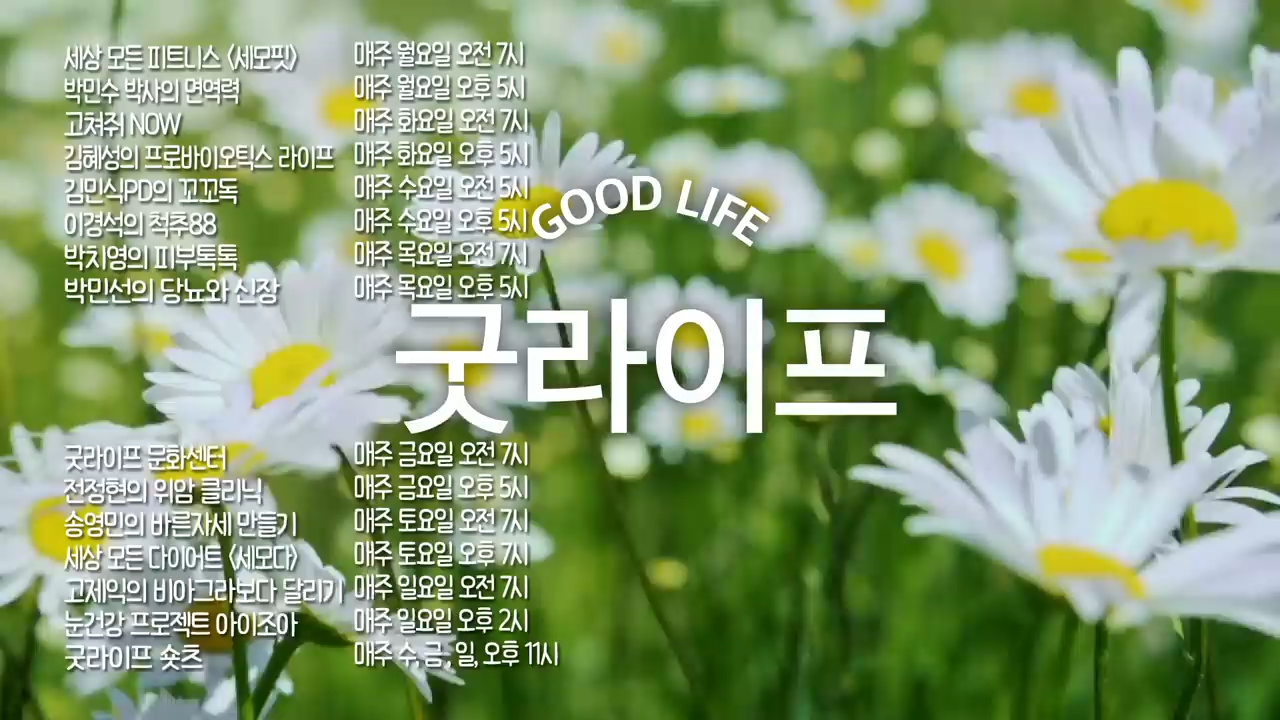 세상 모든 피트니스 <세모핏> 매주 월요일 오전 7시
박민수 박사의 면역력 매주 월요일 오후 5시
고쳐줘 NOW 매주 화요일 오전 7시
김혜성의 프로바이오틱스 라이프 매주 화요일 오후 5시
김민식PD의 꼬꼬독 매주 수요일 오전 5시
이경석의 척추88 매주 수요일 오후 5시
박치영의 피부톡톡 매주 목요일 오전 7시
박민선의 당뇨와 신장 매주 목요일 오후 5시
GOOD LIFE
굿라이프
굿라이프 문화센터 매주 금요일 오전 7시
전정현의 위암 클리닉 매주 금요일 오후 5시
송영민의 바른자세 만들기 매주 토요일 오전 7시
세상 모든 다이어트 <세모다> 매주 토요일 오후 7시
고제익의 비아그라보다 달리기 매주 일요일 오전 7시
눈건강 프로젝트 아이조아 매주 일요일 오후 2시
굿라이프 숏츠 매주 수, 금, 일, 오후 11시